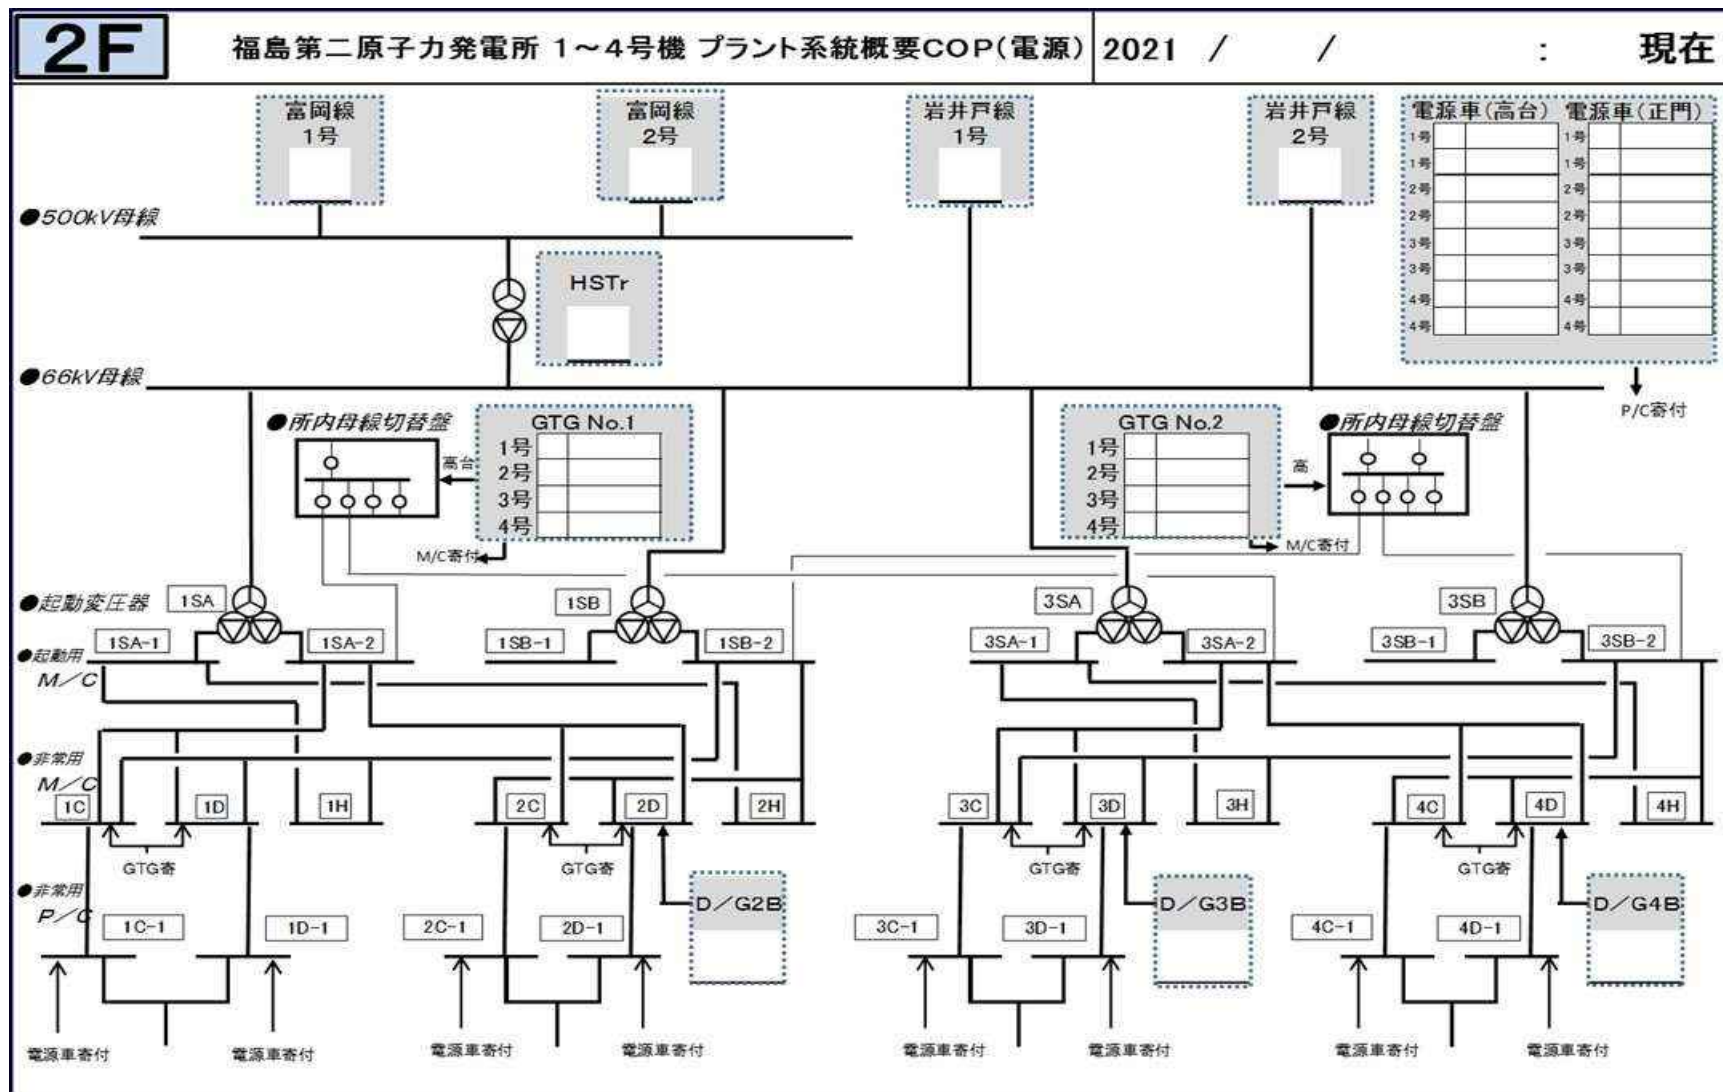 2F 福島第二原子力発電所 1～4号機 プラント系統概要COP(電源) 2021 / / : 現在
富岡線
1号
富岡線
2号
岩井戸線
1号
岩井戸線
2号
電源車(高台) 電源車(正門)
1号 1号
1号 1号
2号 2号
2号 2号
3号 3号
3号 3号
4号 4号
4号 4号
●500kV母線
HSTr
●66kV母線
P/C寄付
●所内母線切替盤
GTG No.1
1号
2号
3号
4号
高台
M/C寄付
GTG No.2
1号
2号
3号
4号
高
M/C寄付
●所内母線切替盤
●起動変圧器
1SA 1SB 3SA 3SB
1SA-1 1SA-2 1SB-1 1SB-2 3SA-1 3SA-2 3SB-1 3SB-2
●起動用
M/C
●非常用
M/C
1C 1D 1H 2C 2D 2H 3C 3D 3H 4C 4D 4H
GTG寄 GTG寄 GTG寄 GTG寄
●非常用
P/C
D/G2B D/G3B D/G4B
1C-1 1D-1 2C-1 2D-1 3C-1 3D-1 4C-1 4D-1
電源車寄付 電源車寄付 電源車寄付 電源車寄付 電源車寄付 電源車寄付 電源車寄付 電源車寄付